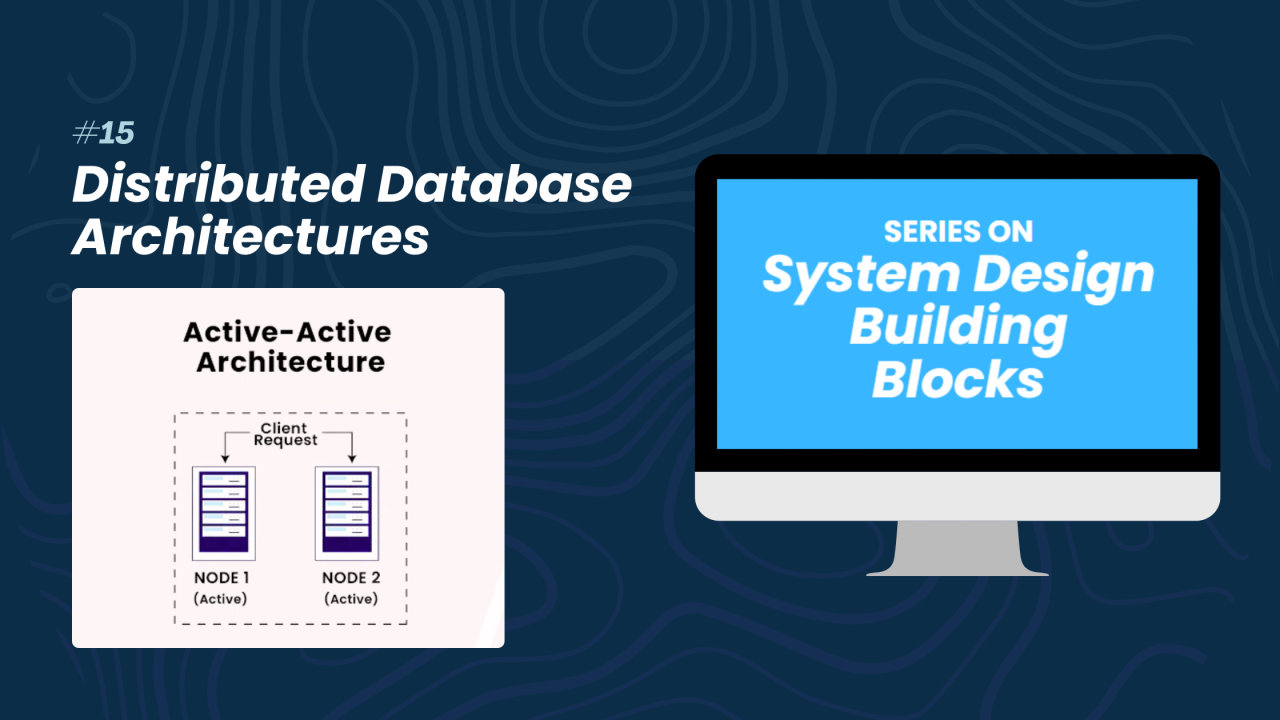 #15
Distributed Database
Architectures
Active-Active
Architecture
Client
Request
NODE 1
(Active)
NODE 2
(Active)
SERIES ON
System Design
Building
Blocks